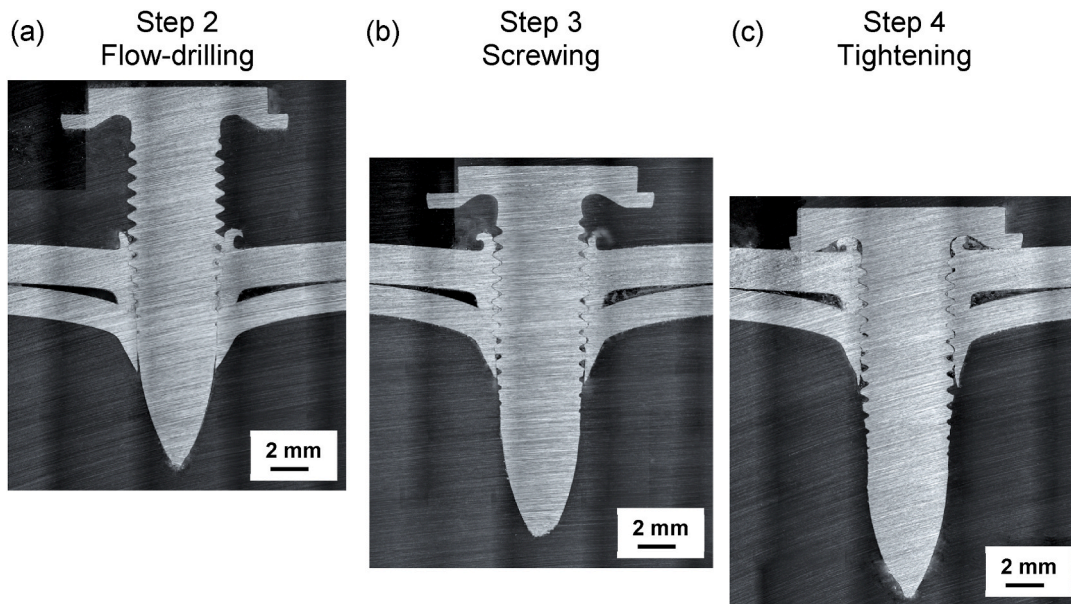 (a)
Step 2
Flow-drilling
(b)
Step 3
Screwing
(c)
Step 4
Tightening
2 mm
2 mm
2 mm